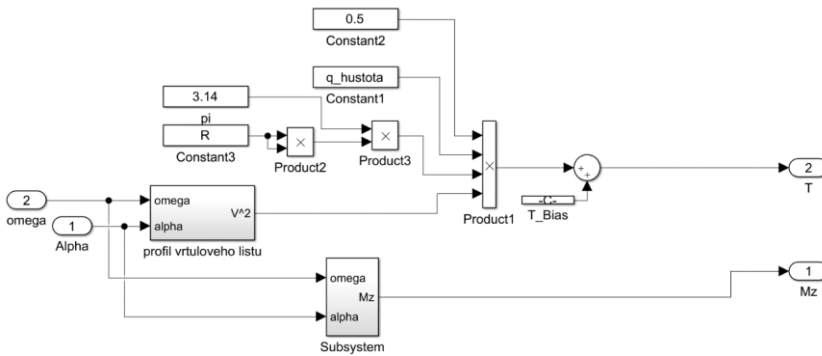 0.5
Constant2
q_hustota
Constant1
3.14
pi
R
Constant3
×
Product2
×
Product3
×
Product1
+
+
-C-
T_Bias
2
T
2
omega
1
Alpha
omega
alpha
V^2
profil vrtuloveho listu
omega
alpha
Mz
Subsystem
1
Mz